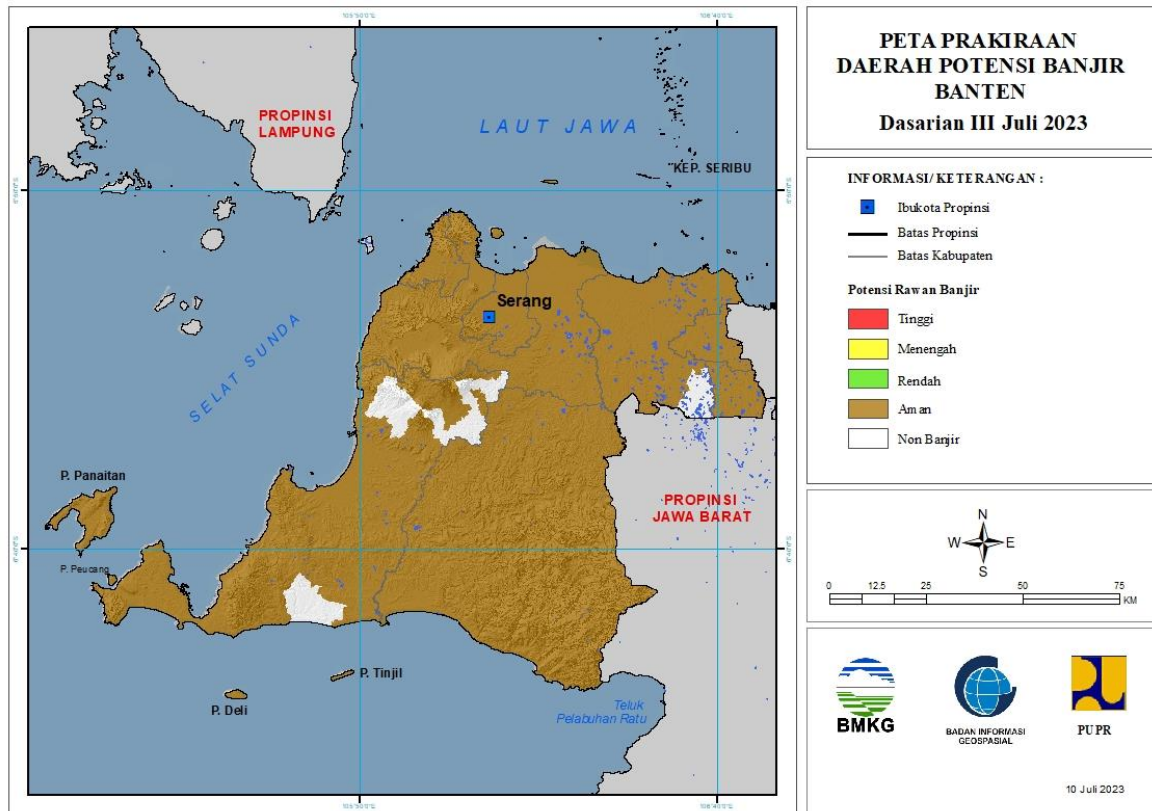 PETA PRAKIRAAN
DAERAH POTENSI BANJIR
BANTEN
Dasarian III Juli 2023
INFORMASI/ KETERANGAN :
Ibukota Propinsi
Batas Propinsi
Batas Kabupaten
Potensi Rawan Banjir
Tinggi
Menengah
Rendah
Aman
Non Banjir
N
W E
S
0 12.5 25 50 75
KM
BMKG
BADAN INFORMASI
GEOSPASIAL
PUPR
10 Juli 2023
PROPINSI
LAMPUNG
LAUT JAWA
KEP. SERIBU
Serang
SELAT SUNDA
P. Panaitan
P. Peucang
PROPINSI
JAWA BARAT
P. Tinjil
P. Deli
Teluk
Pelabuhan Ratu